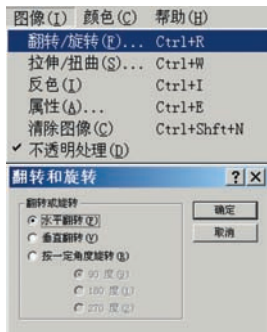 图像(I) 颜色(C) 帮助(H)
翻转/旋转(F)... Ctrl+R
拉伸/扭曲(S)... Ctrl+W
反色(I) Ctrl+I
属性(A)... Ctrl+E
清除图像(C) Ctrl+Shft+N
✓ 不透明处理(D)
翻转和旋转 ? ×
翻转或旋转
水平翻转(F)
垂直翻转(V)
按一定角度旋转(R)
90 度(9)
180 度(1)
270 度(2)
确定
取消